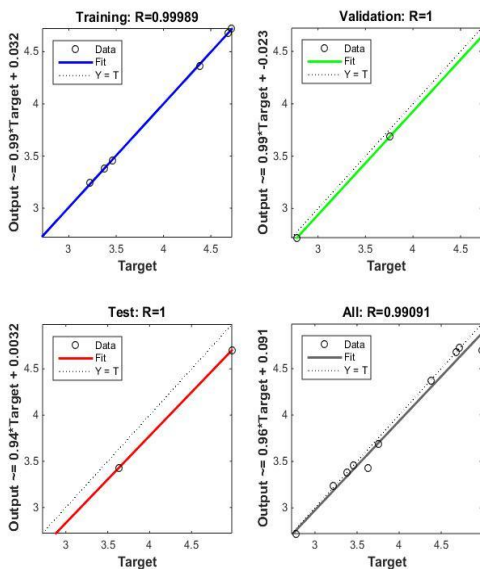 Training: R=0.99989
Output ~= 0.99*Target + 0.032
4.5
4
3.5
3
Data
Fit
Y = T
3
3.5
4
4.5
Target
Validation: R=1
Output ~= 0.99*Target + -0.023
4.5
4
3.5
3
Data
Fit
Y = T
3
3.5
4
4.5
Target
Test: R=1
Output ~= 0.94*Target + 0.0032
4.5
4
3.5
3
Data
Fit
Y = T
3
3.5
4
4.5
Target
All: R=0.99091
Output ~= 0.96*Target + 0.091
4.5
4
3.5
3
Data
Fit
Y = T
3
3.5
4
4.5
Target